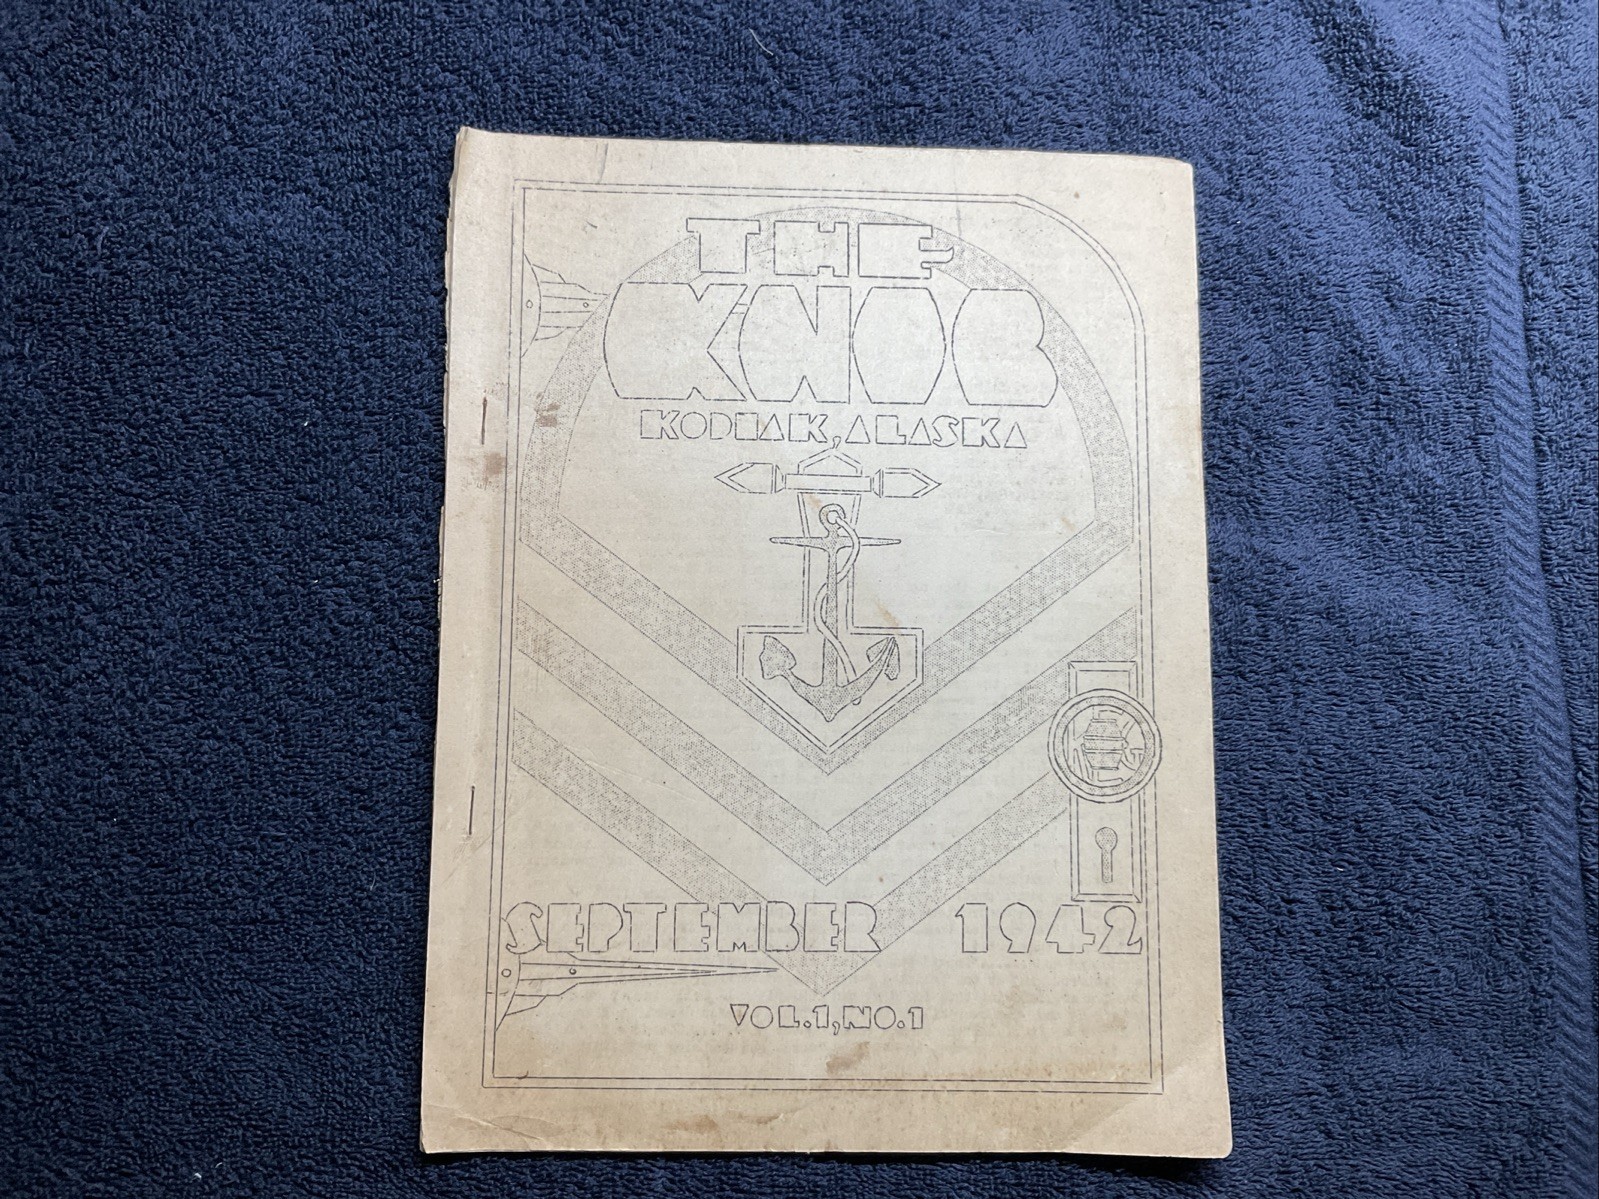 THE
KNOB
KODIAK, ALASKA
SEPTEMBER 1942
VOL.1, NO.1